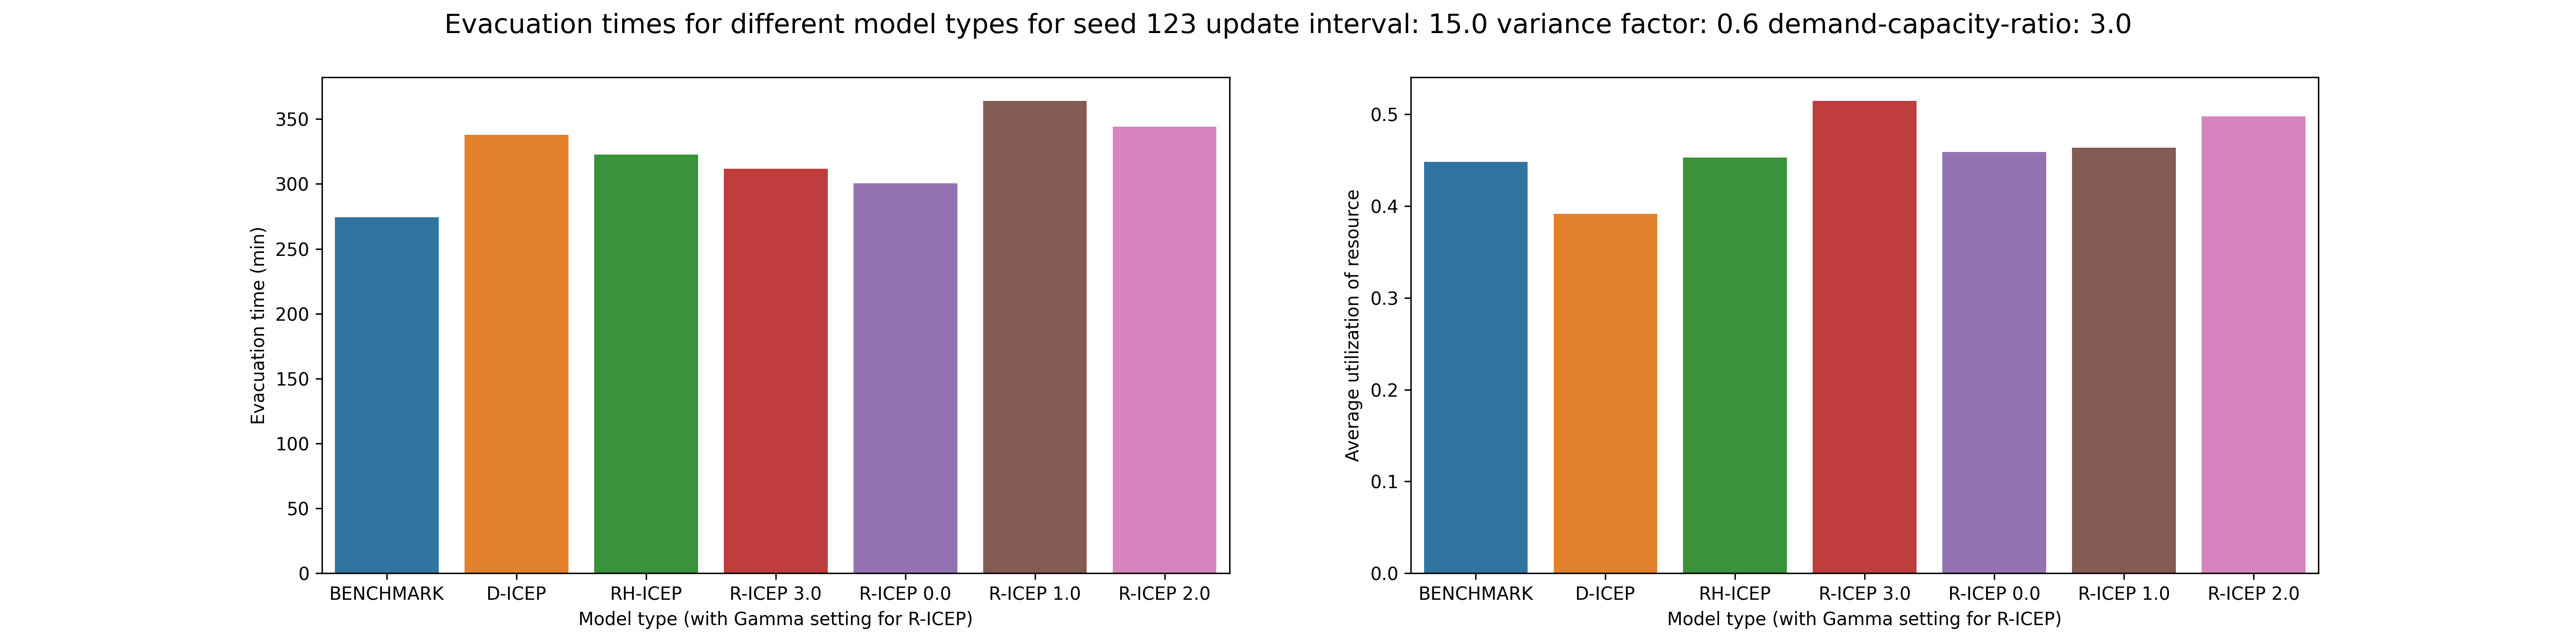 Evacuation times for different model types for seed 123 update interval: 15.0 variance factor: 0.6 demand-capacity-ratio: 3.0
Evacuation time (min)
350
300
250
200
150
100
50
0
BENCHMARK D-ICEP RH-ICEP R-ICEP 3.0 R-ICEP 0.0 R-ICEP 1.0 R-ICEP 2.0
Model type (with Gamma setting for R-ICEP)
Average utilization of resource
0.5
0.4
0.3
0.2
0.1
0.0
BENCHMARK D-ICEP RH-ICEP R-ICEP 3.0 R-ICEP 0.0 R-ICEP 1.0 R-ICEP 2.0
Model type (with Gamma setting for R-ICEP)